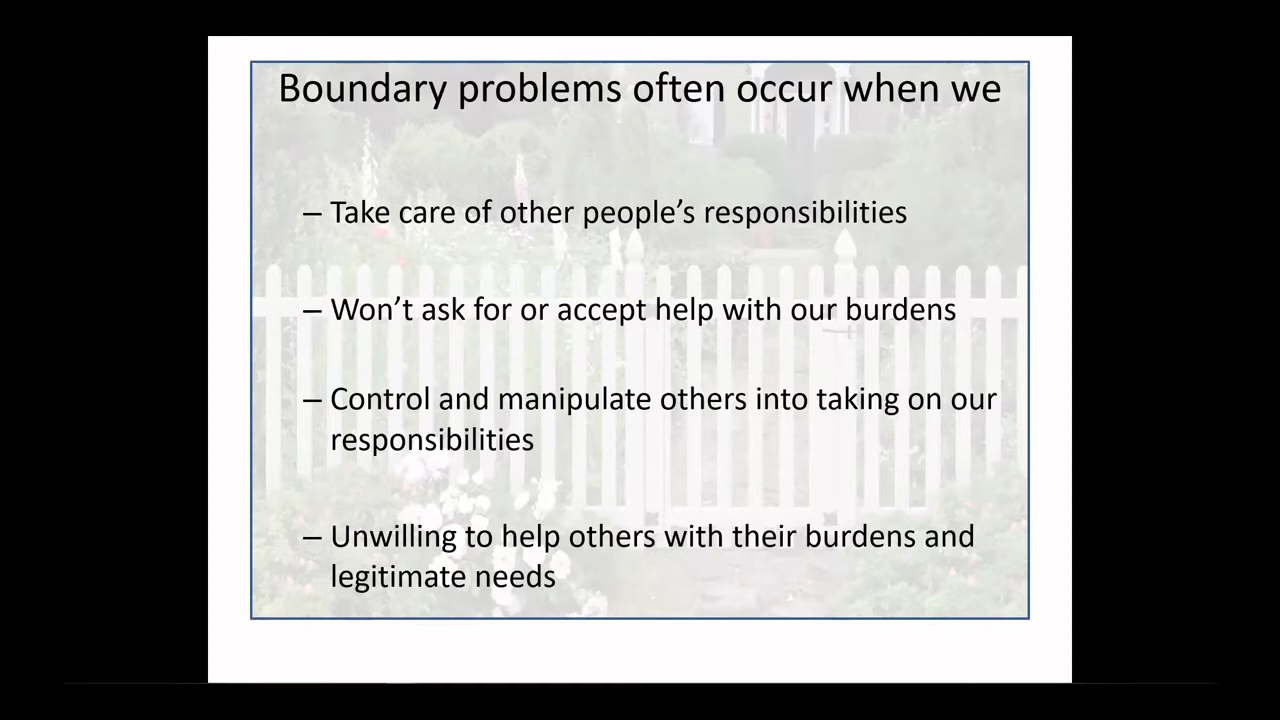 Boundary problems often occur when we
– Take care of other people’s responsibilities
– Won’t ask for or accept help with our burdens
– Control and manipulate others into taking on our
responsibilities
– Unwilling to help others with their burdens and
legitimate needs